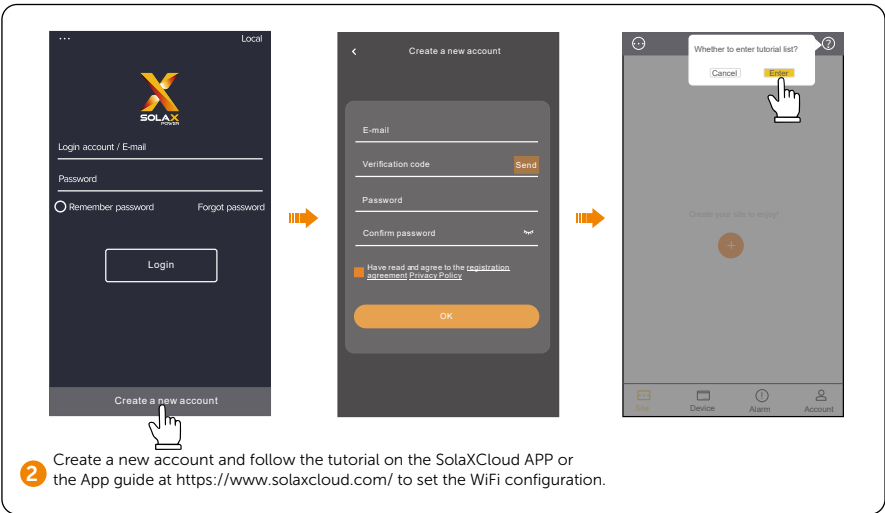 ... Local
SOLAX
POWER
Login account / E-mail
Password
Remember password Forgot password
Login
Create a new account
Create a new account
E-mail
Verification code Send
Password
Confirm password
Have read and agree to the registration
agreement Privacy Policy
OK
Whether to enter tutorial list?
Cancel Enter
Create your site to enjoy!
+
Site Device Alarm Account
2
Create a new account and follow the tutorial on the SolaXCloud APP or
the App guide at https://www.solaxcloud.com/ to set the WiFi configuration.